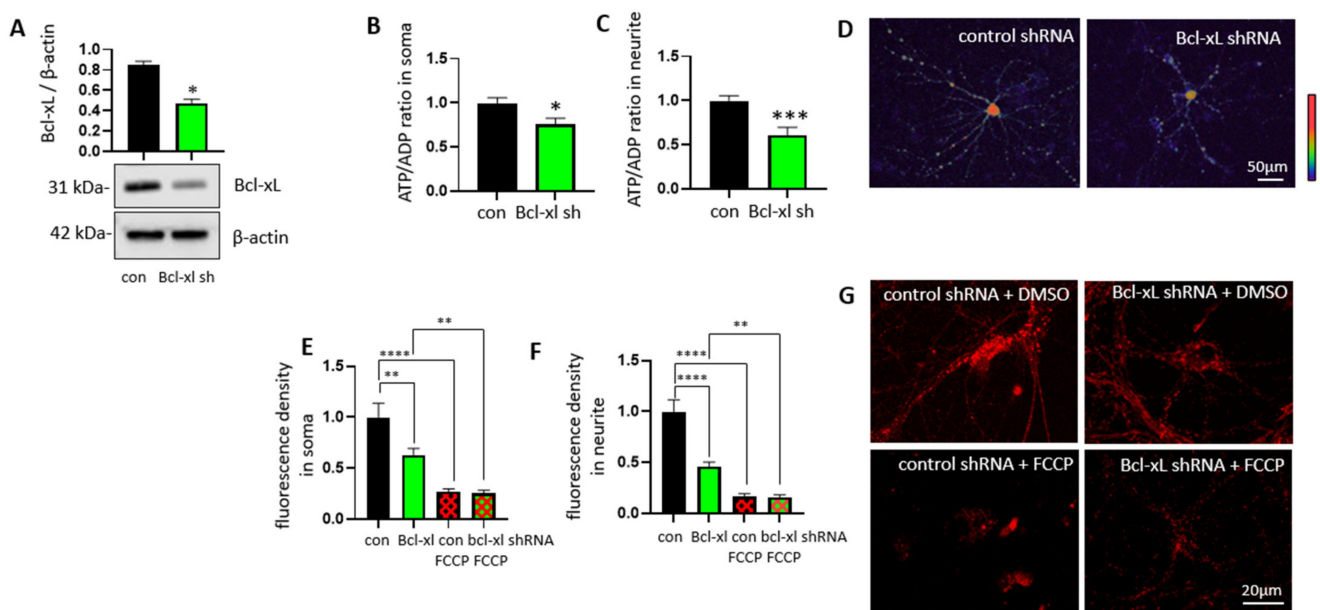 A
Bcl-xL / β-actin
1.0
0.8
0.6
0.4
0.2
0.0
*
31 kDa-
Bcl-xL
42 kDa-
β-actin
con Bcl-xl sh
B
ATP/ADP ratio in soma
1.5
1.0
0.5
0.0
*
con Bcl-xl sh
C
ATP/ADP ratio in neurite
1.5
1.0
0.5
0.0
***
con Bcl-xl sh
D
control shRNA
Bcl-xL shRNA
50μm
E
fluorescence density
in soma
1.5
1.0
0.5
0.0
**
****
**
con Bcl-xl con bcl-xl shRNA
FCCP FCCP
F
fluorescence density
in neurite
1.5
1.0
0.5
0.0
**
****
****
con Bcl-xl con bcl-xl shRNA
FCCP FCCP
G
control shRNA + DMSO
Bcl-xL shRNA + DMSO
control shRNA + FCCP
Bcl-xL shRNA + FCCP
20μm